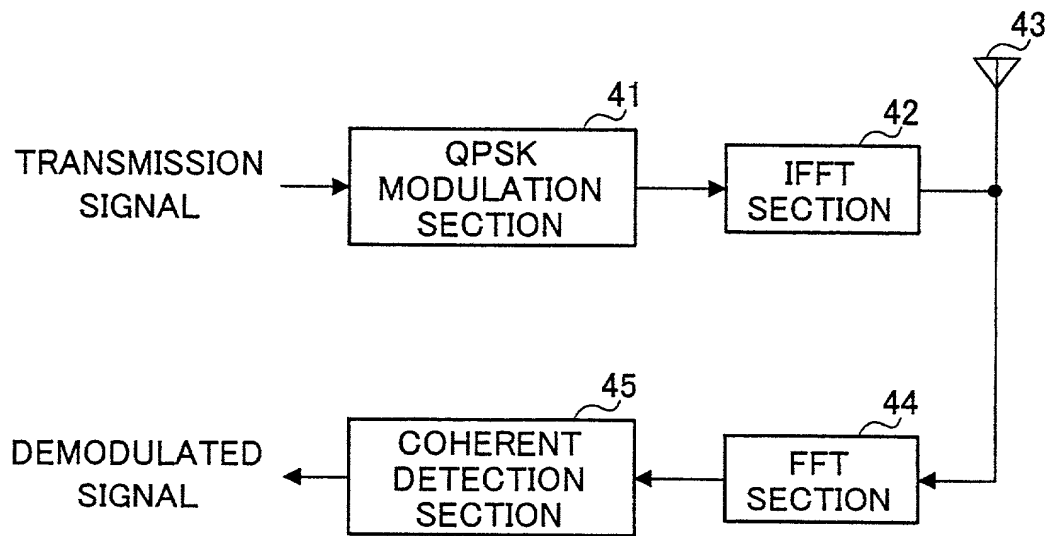 43
41
42
TRANSMISSION
SIGNAL
QPSK
MODULATION
SECTION
IFFT
SECTION
45
44
DEMODULATED
SIGNAL
COHERENT
DETECTION
SECTION
FFT
SECTION